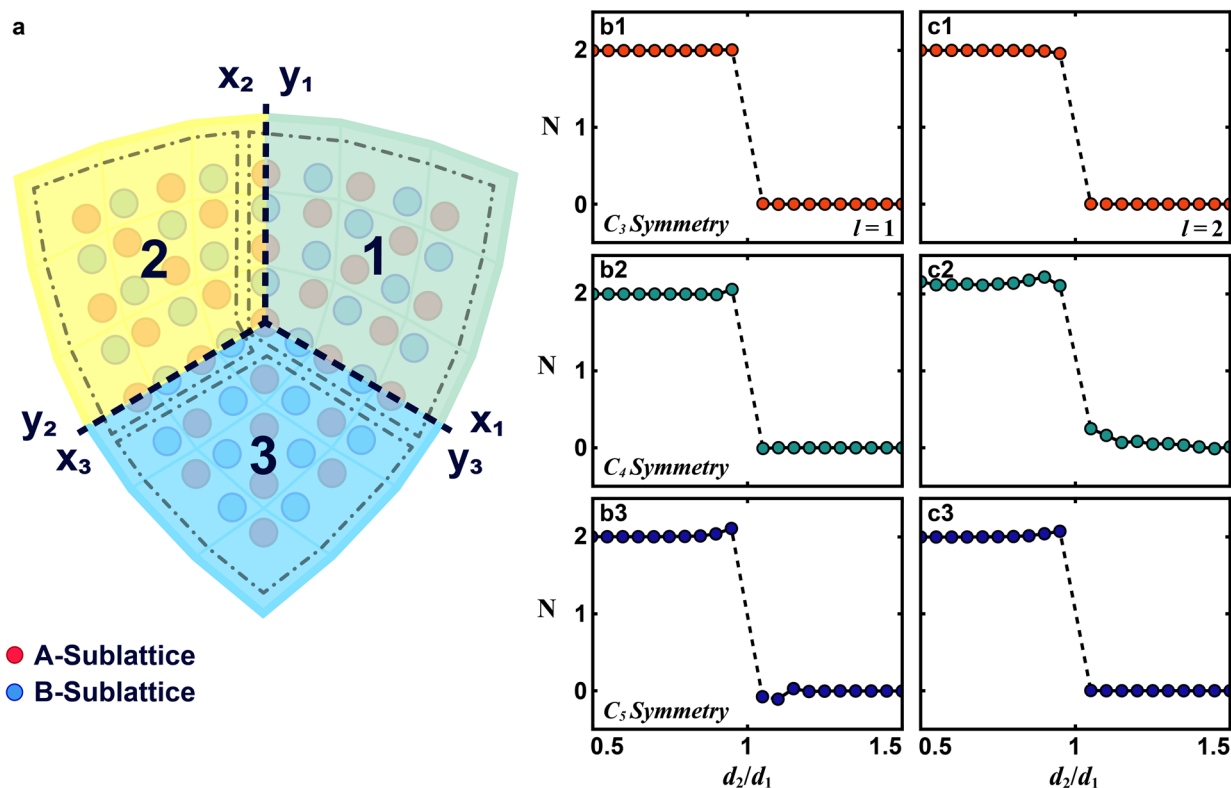 a
x₂ y₁
2
1
y₂
x₃
3
x₁
y₃
A-Sublattice
B-Sublattice
b1
2
N 1
0
C₃ Symmetry
l = 1
c1
l = 2
b2
2
N 1
0
C₄ Symmetry
c2
b3
2
N 1
0
C₅ Symmetry
c3
0.5 1 1.5
d₂/d₁
0.5 1 1.5
d₂/d₁